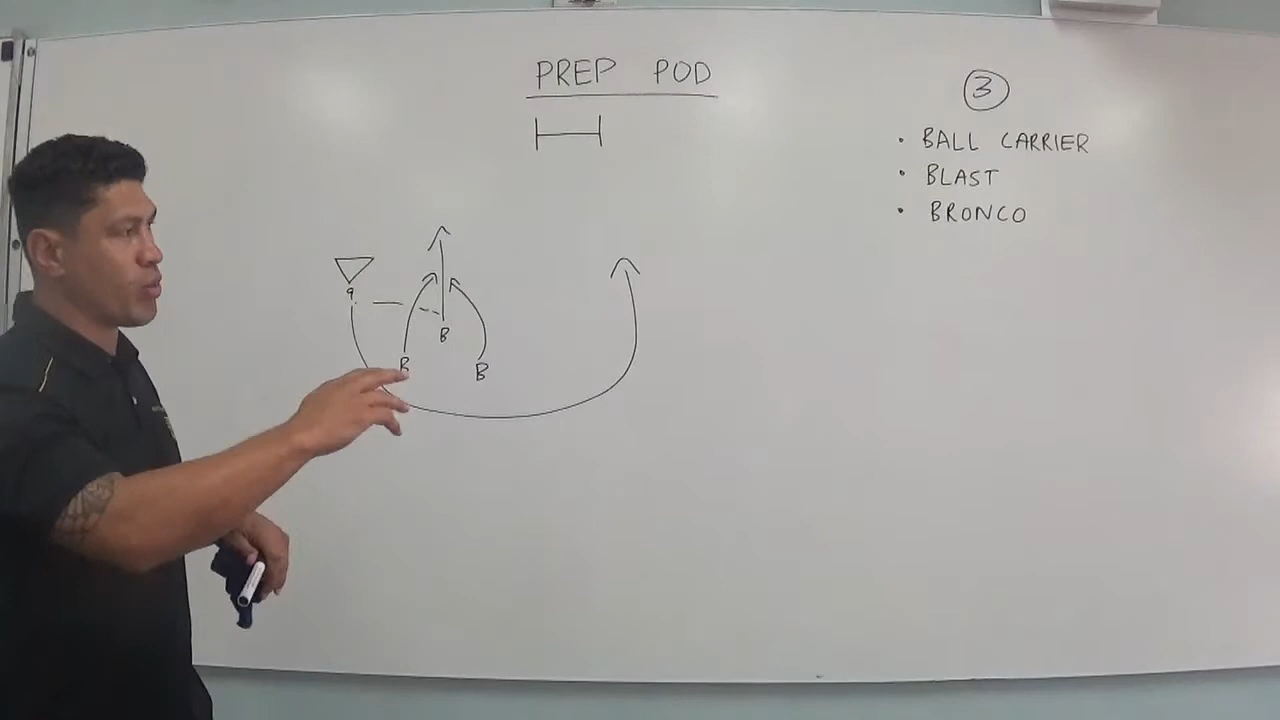 PREP POD
3
• BALL CARRIER
• BLAST
• BRONCO
9
B
B
B